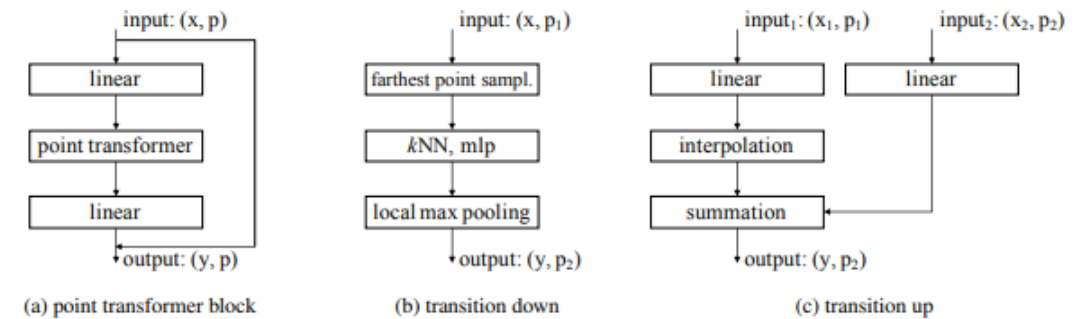 input: (x, p)
linear
point transformer
linear
output: (y, p)
(a) point transformer block
input: (x, p₁)
farthest point sampl.
kNN, mlp
local max pooling
output: (y, p₂)
(b) transition down
input₁: (x₁, p₁)
input₂: (x₂, p₂)
linear
linear
interpolation
summation
output: (y, p₂)
(c) transition up